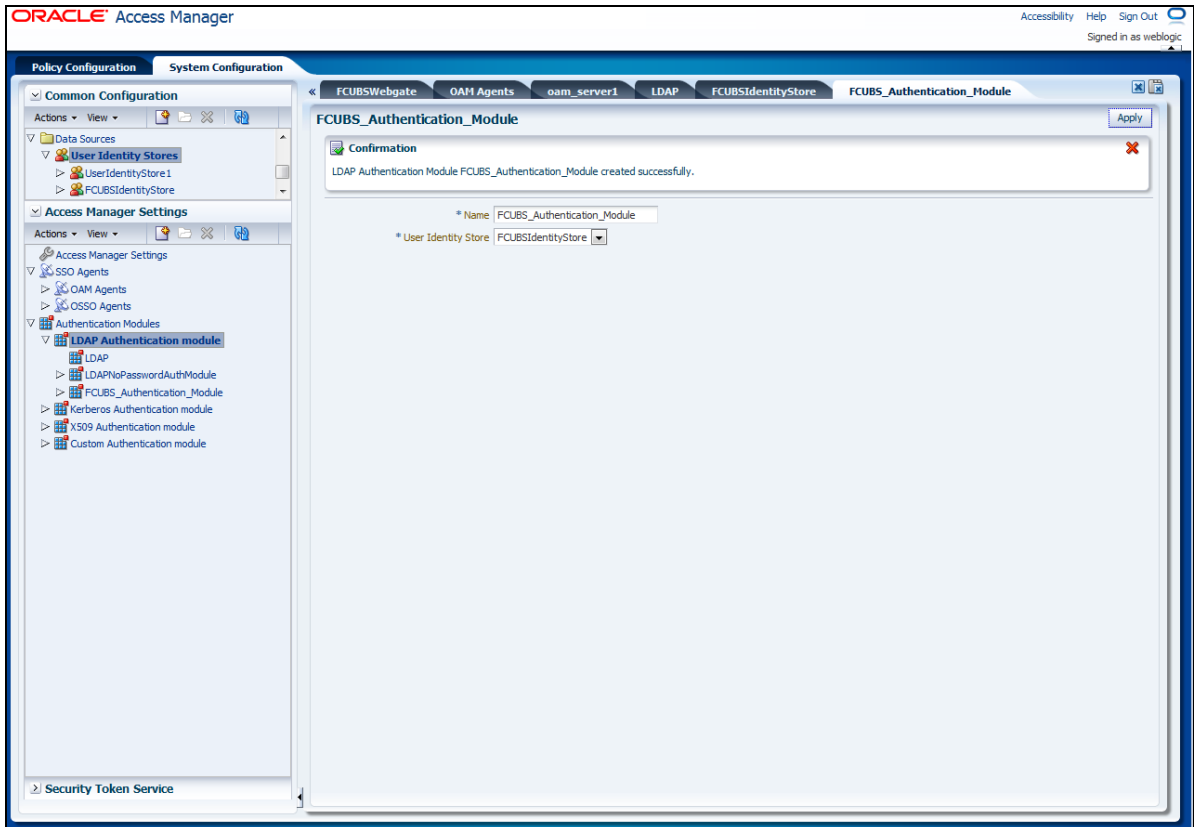 ORACLE Access Manager
Accessibility Help Sign Out
Signed in as weblogic
Policy Configuration System Configuration
Common Configuration
Actions View
Data Sources
User Identity Stores
UserIdentityStore1
FCUBSIdentityStore
Access Manager Settings
Actions View
Access Manager Settings
SSO Agents
OAM Agents
OSSO Agents
Authentication Modules
LDAP Authentication module
LDAP
LDAPNoPasswordAuthModule
FCUBS_Authentication_Module
Kerberos Authentication module
X509 Authentication module
Custom Authentication module
Security Token Service
« FCUBSWebgate OAM Agents oam_server1 LDAP FCUBSIdentityStore FCUBS_Authentication_Module
FCUBS_Authentication_Module Apply
Confirmation
LDAP Authentication Module FCUBS_Authentication_Module created successfully.
* Name FCUBS_Authentication_Module
* User Identity Store FCUBSIdentityStore